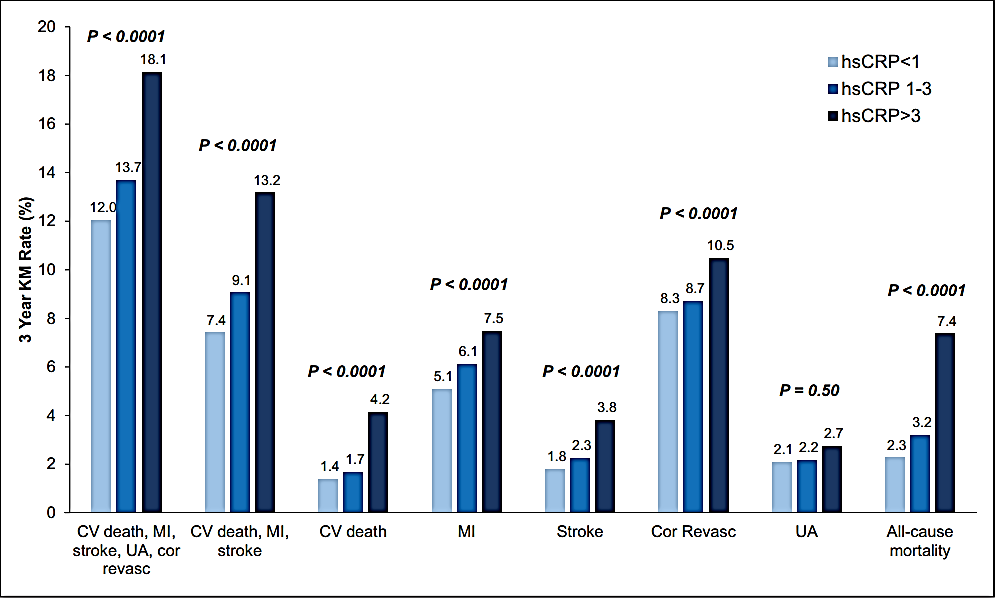 20
18
16
14
12
10
8
6
4
2
0
3 Year KM Rate (%)
hsCRP<1
hsCRP 1-3
hsCRP>3
P < 0.0001
12.0
13.7
18.1
P < 0.0001
7.4
9.1
13.2
P < 0.0001
1.4
1.7
4.2
P < 0.0001
5.1
6.1
7.5
P < 0.0001
1.8
2.3
3.8
P < 0.0001
8.3
8.7
10.5
P = 0.50
2.1
2.2
2.7
P < 0.0001
2.3
3.2
7.4
CV death, MI,
stroke, UA, cor
revasc
CV death, MI,
stroke
CV death
MI
Stroke
Cor Revasc
UA
All-cause
mortality